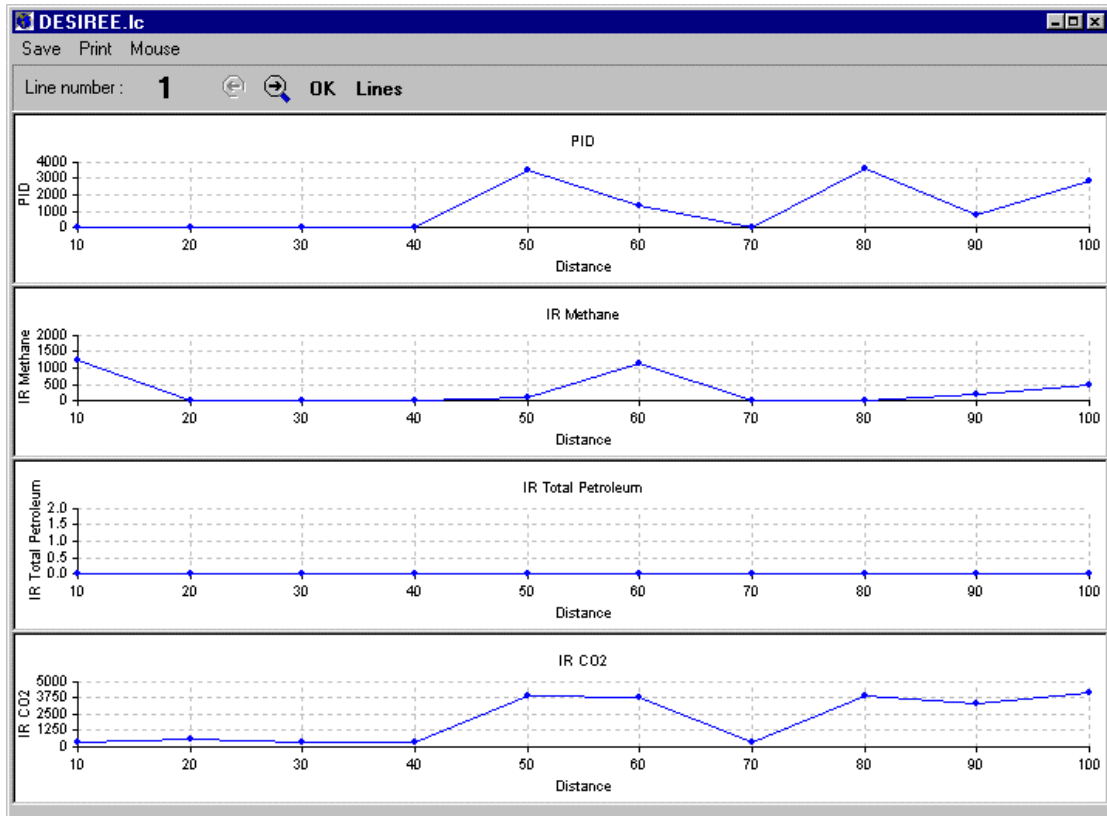 DESIREE.lc
Save Print Mouse
Line number : 1 OK Lines
PID
PID
4000
3000
2000
1000
0
10 20 30 40 50 60 70 80 90 100
Distance
IR Methane
IR Methane
2000
1500
1000
500
0
10 20 30 40 50 60 70 80 90 100
Distance
IR Total Petroleum
IR Total Petroleum
2.0
1.5
1.0
0.5
0.0
10 20 30 40 50 60 70 80 90 100
Distance
IR CO2
IR CO2
5000
3750
2500
1250
0
10 20 30 40 50 60 70 80 90 100
Distance